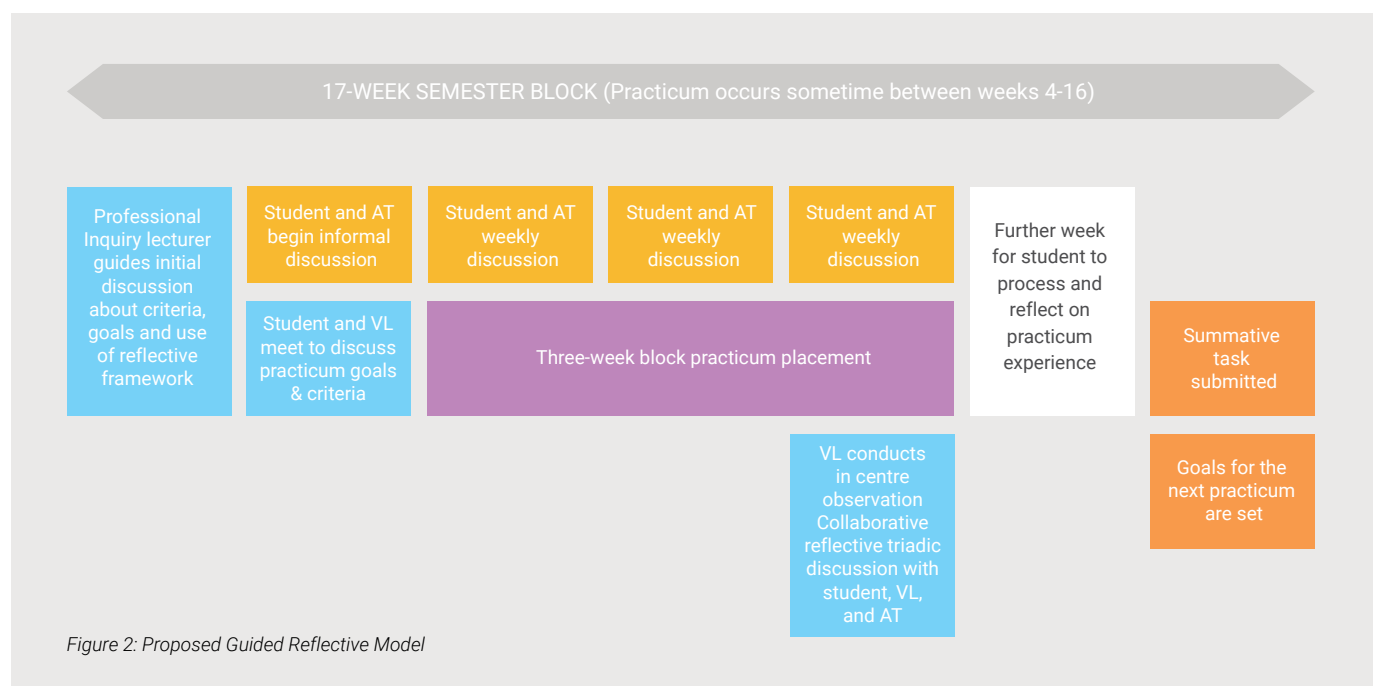 17-WEEK SEMESTER BLOCK (Practicum occurs sometime between weeks 4-16)
Professional
Inquiry lecturer
guides initial
discussion
about criteria,
goals and use
of reflective
framework
Student and AT
begin informal
discussion
Student and VL
meet to discuss
practicum goals
& criteria
Student and AT
weekly
discussion
Student and AT
weekly
discussion
Student and AT
weekly
discussion
Three-week block practicum placement
VL conducts
in centre
observation
Collaborative
reflective triadic
discussion with
student, VL,
and AT
Further week
for student to
process and
reflect on
practicum
experience
Summative
task
submitted
Goals for the
next practicum
are set
Figure 2: Proposed Guided Reflective Model